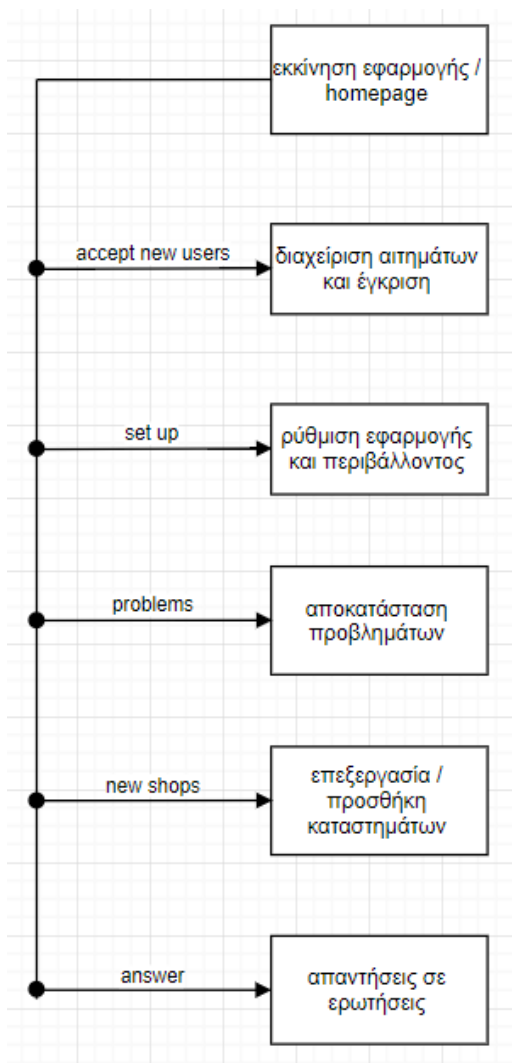 εκκίνηση εφαρμογής /
homepage
accept new users
διαχείριση αιτημάτων
και έγκριση
set up
ρύθμιση εφαρμογής
και περιβάλλοντος
problems
αποκατάσταση
προβλημάτων
new shops
επεξεργασία /
προσθήκη
καταστημάτων
answer
απαντήσεις σε
ερωτήσεις